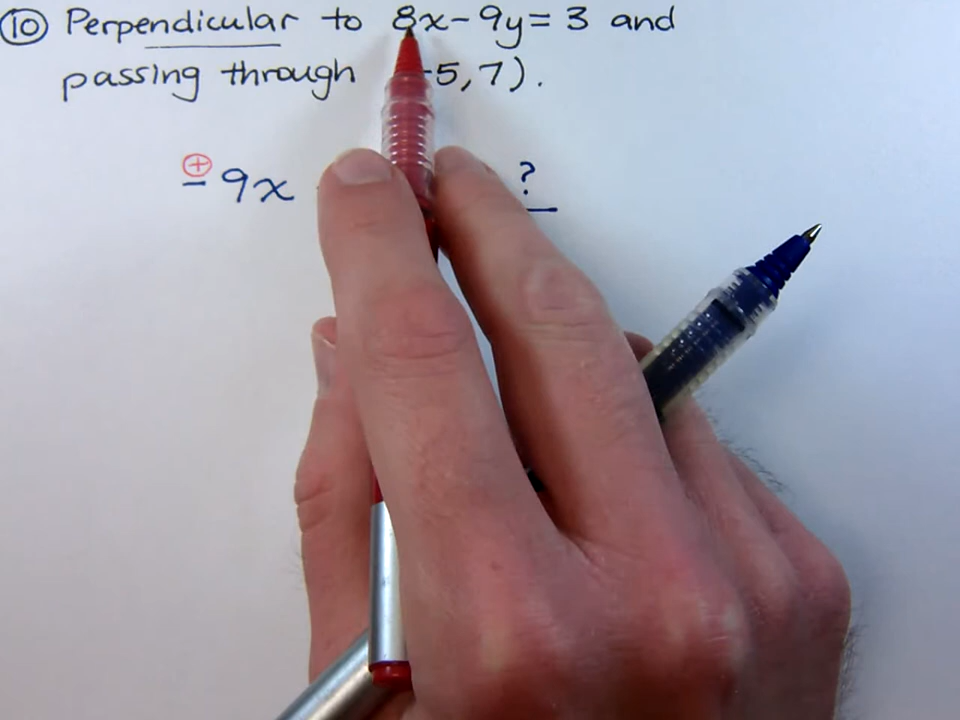 ⑩ Perpendicular to 8x - 9y = 3 and
passing through -5, 7).
⊕
- 9x ?